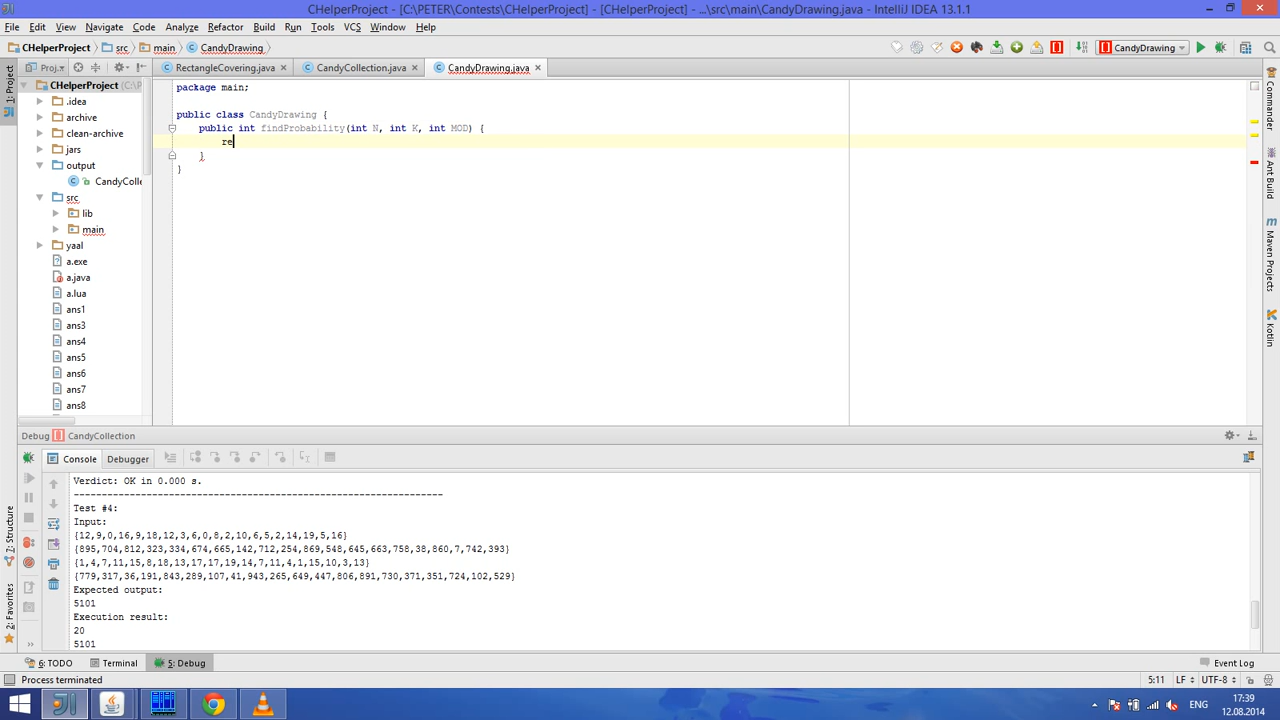 CHelperProject - [C:\PETER\Contests\CHelperProject] - [CHelperProject] - ...\src\main\CandyDrawing.java - IntelliJ IDEA 13.1.1
File Edit View Navigate Code Analyze Refactor Build Run Tools VCS Window Help
CHelperProject src main CandyDrawing CandyDrawing
1: Project Proj... RectangleCovering.java CandyCollection.java CandyDrawing.java Commander
CHelperProject (C:\P
.idea
archive
clean-archive
jars
output
CandyColle
src
lib
main
yaal
a.exe
a.java
a.lua
ans1
ans3
ans4
ans5
ans6
ans7
ans8
package main;
public class CandyDrawing {
public int findProbability(int N, int K, int MOD) {
re
}
}
Ant Build
Maven Projects
Kotlin
Debug CandyCollection
Console Debugger
Verdict: OK in 0.000 s.
------------------------------------------------------------------
Test #4:
Input:
{12,9,0,16,9,18,12,3,6,0,8,2,10,6,5,2,14,19,5,16}
{895,704,812,323,334,674,665,142,712,254,869,548,645,663,758,38,860,7,742,393}
{1,4,7,11,15,8,18,13,17,17,19,14,7,11,4,1,15,10,3,13}
{779,317,36,191,843,289,107,41,943,265,649,447,806,891,730,371,351,724,102,529}
Expected output:
5101
Execution result:
20
5101
7: Structure
2: Favorites
6: TODO Terminal 5: Debug Event Log
Process terminated 5:11 LF UTF-8
ENG 17:39
12.08.2014